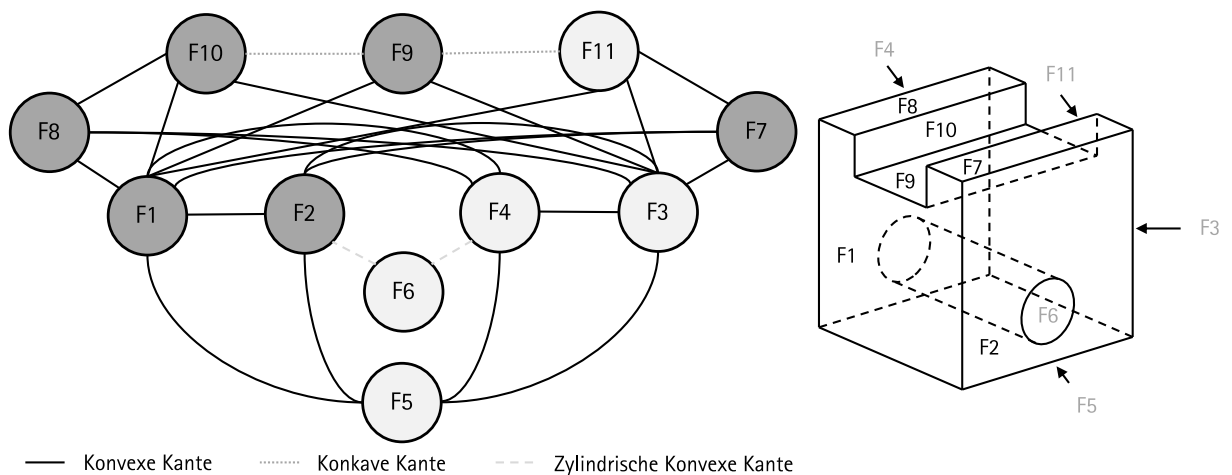 F10 F9 F11
F8 F7
F1 F2 F4 F3
F6
F5
Konvexe Kante Konkave Kante Zylindrische Konvexe Kante
F4
F11
F8
F10
F7
F9
F3
F1
F6
F2
F5